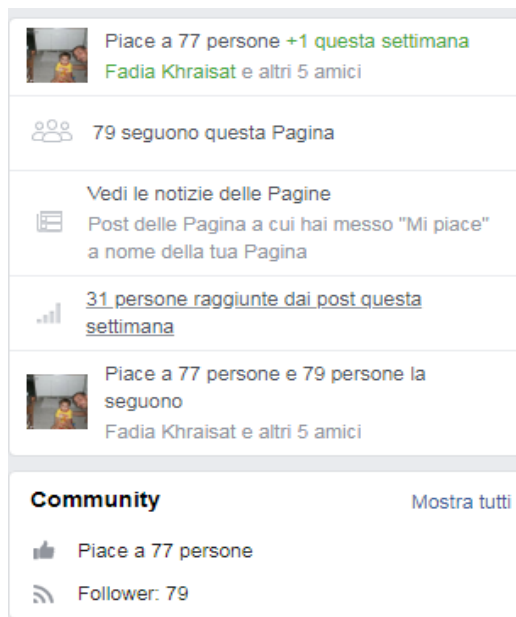 Piace a 77 persone +1 questa settimana
Fadia Khraisat e altri 5 amici
79 seguono questa Pagina
Vedi le notizie delle Pagine
Post delle Pagina a cui hai messo "Mi piace"
a nome della tua Pagina
31 persone raggiunte dai post questa
settimana
Piace a 77 persone e 79 persone la
seguono
Fadia Khraisat e altri 5 amici
Community Mostra tutti
Piace a 77 persone
Follower: 79